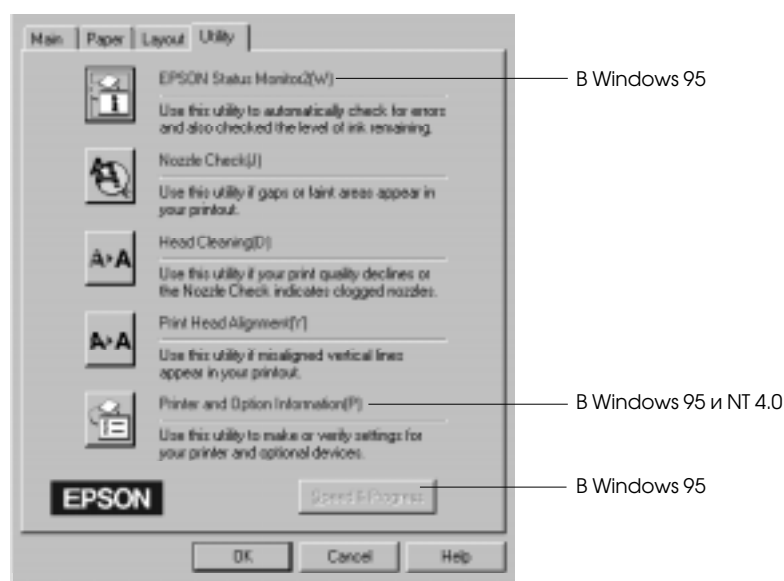 Main Paper Layout Utility
EPSON Status Monitor2(W)
В Windows 95
Use this utility to automatically check for errors
and also checked the level of ink remaining.
Nozzle Check(J)
Use this utility if gaps or faint areas appear in
your printout.
Head Cleaning(D)
Use this utility if your print quality declines or
the Nozzle Check indicates clogged nozzles.
Print Head Alignment(Y)
Use this utility if misaligned vertical lines
appear in your printout.
Printer and Option Information(P)
В Windows 95 и NT 4.0
Use this utility to make or verify settings for
your printer and optional devices.
EPSON
Speed & Progress
В Windows 95
OK Cancel Help